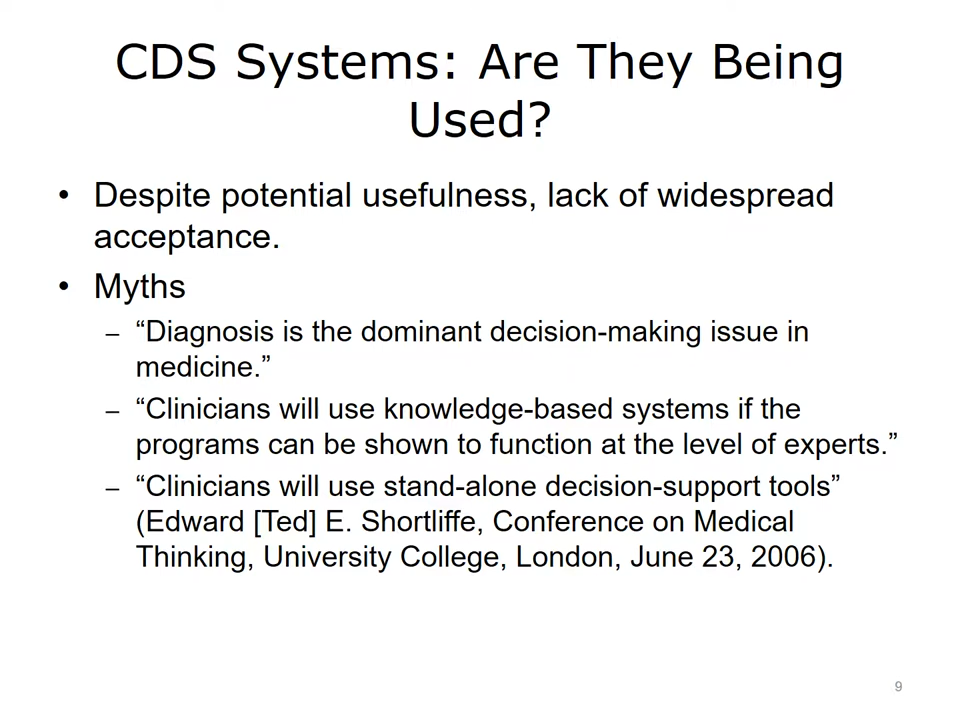 CDS Systems: Are They Being
Used?
• Despite potential usefulness, lack of widespread
acceptance.
• Myths
– “Diagnosis is the dominant decision-making issue in
medicine.”
– “Clinicians will use knowledge-based systems if the
programs can be shown to function at the level of experts.”
– “Clinicians will use stand-alone decision-support tools”
(Edward [Ted] E. Shortliffe, Conference on Medical
Thinking, University College, London, June 23, 2006).
9